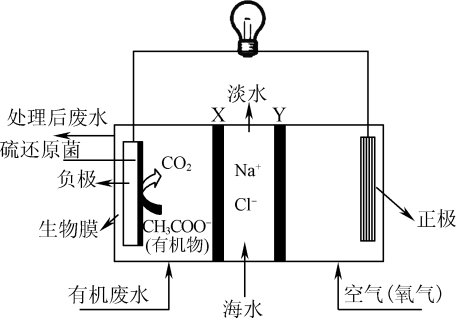 淡水
X
Y
处理后废水
硫还原菌
负极
生物膜
CO₂
CH₃COO⁻
(有机物)
Na⁺
Cl⁻
正极
有机废水
海水
空气(氧气)